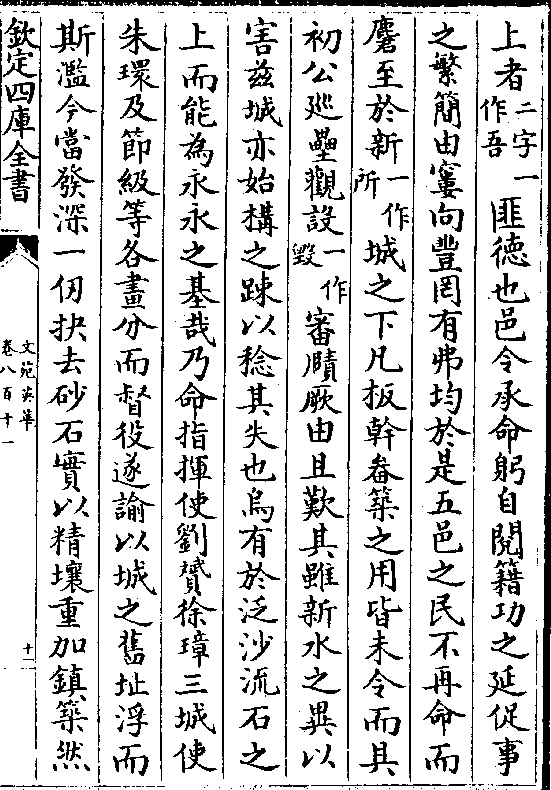 上者二字一作吾匪徳也邑令承命躬自閲籍功之延促事
之繁簡由寠向豐罔有弗均於是五邑之民不再命而
麏至於新一作所城之下凡板幹畚築之用皆未令而具
初公廵壘觀設一作毀審賾厥由且歎其雖新水之異以
害兹城亦始構之踈以稔其失也烏有於泛沙流石之
上而能為永永之基哉乃命指揮使劉贇徐璋三城使
朱環及節級等各畫分而督役遂諭以城之舊址浮而
斯濫今當發深一仞抉去砂石實以精壤重加鎮築然
欽定四庫全書
文苑英華
卷八百十一
十一